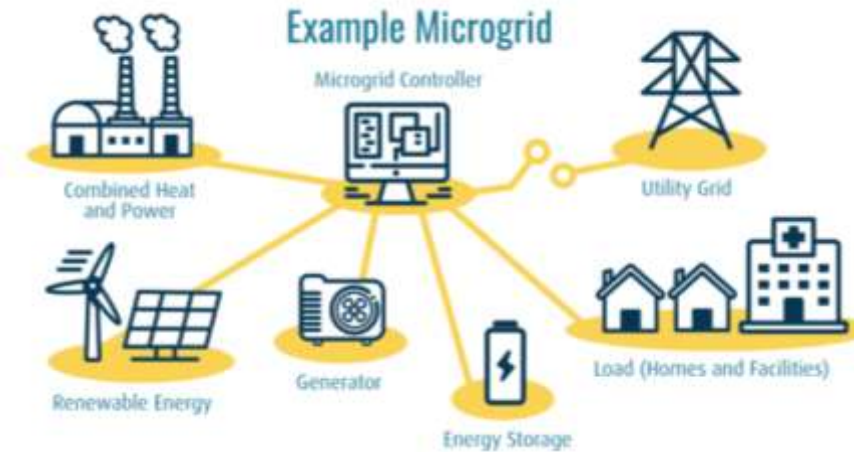 Example Microgrid
Microgrid Controller
Combined Heat
and Power
Utility Grid
Renewable Energy
Generator
Energy Storage
Load (Homes and Facilities)